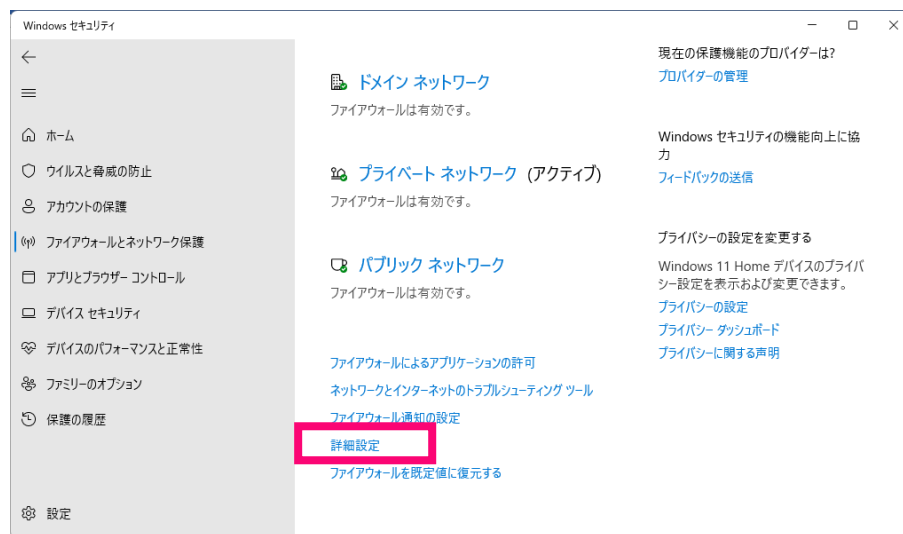 Windows セキュリティ
ホーム
ウイルスと脅威の防止
アカウントの保護
ファイアウォールとネットワーク保護
アプリとブラウザー コントロール
デバイス セキュリティ
デバイスのパフォーマンスと正常性
ファミリーのオプション
保護の履歴
設定
ドメイン ネットワーク
ファイアウォールは有効です。
プライベート ネットワーク (アクティブ)
ファイアウォールは有効です。
パブリック ネットワーク
ファイアウォールは有効です。
ファイアウォールによるアプリケーションの許可
ネットワークとインターネットのトラブルシューティング ツール
ファイアウォール通知の設定
詳細設定
ファイアウォールを既定値に復元する
現在の保護機能のプロバイダーは?
プロバイダーの管理
Windows セキュリティの機能向上に協
力
フィードバックの送信
プライバシーの設定を変更する
Windows 11 Home デバイスのプライバ
シー設定を表示および変更できます。
プライバシーの設定
プライバシー ダッシュボード
プライバシーに関する声明